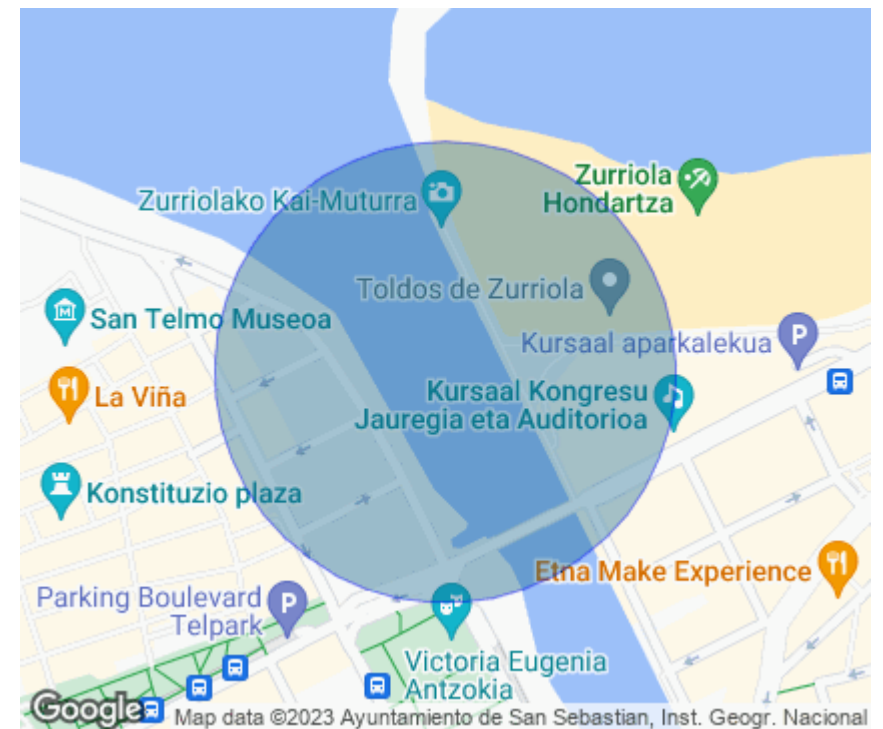 Zurriolako Kai-Muturra
Zurriola
Hondartza
Toldos de Zurriola
San Telmo Museoa
Kursaal aparkalekua
P
La Viña
Kursaal Kongresu
Jauregia eta Auditorioa
Konstituzio plaza
Etna Make Experience
Parking Boulevard
Telpark
P
Victoria Eugenia
Antzokia
Google
Map data ©2023 Ayuntamiento de San Sebastian, Inst. Geogr. Nacional